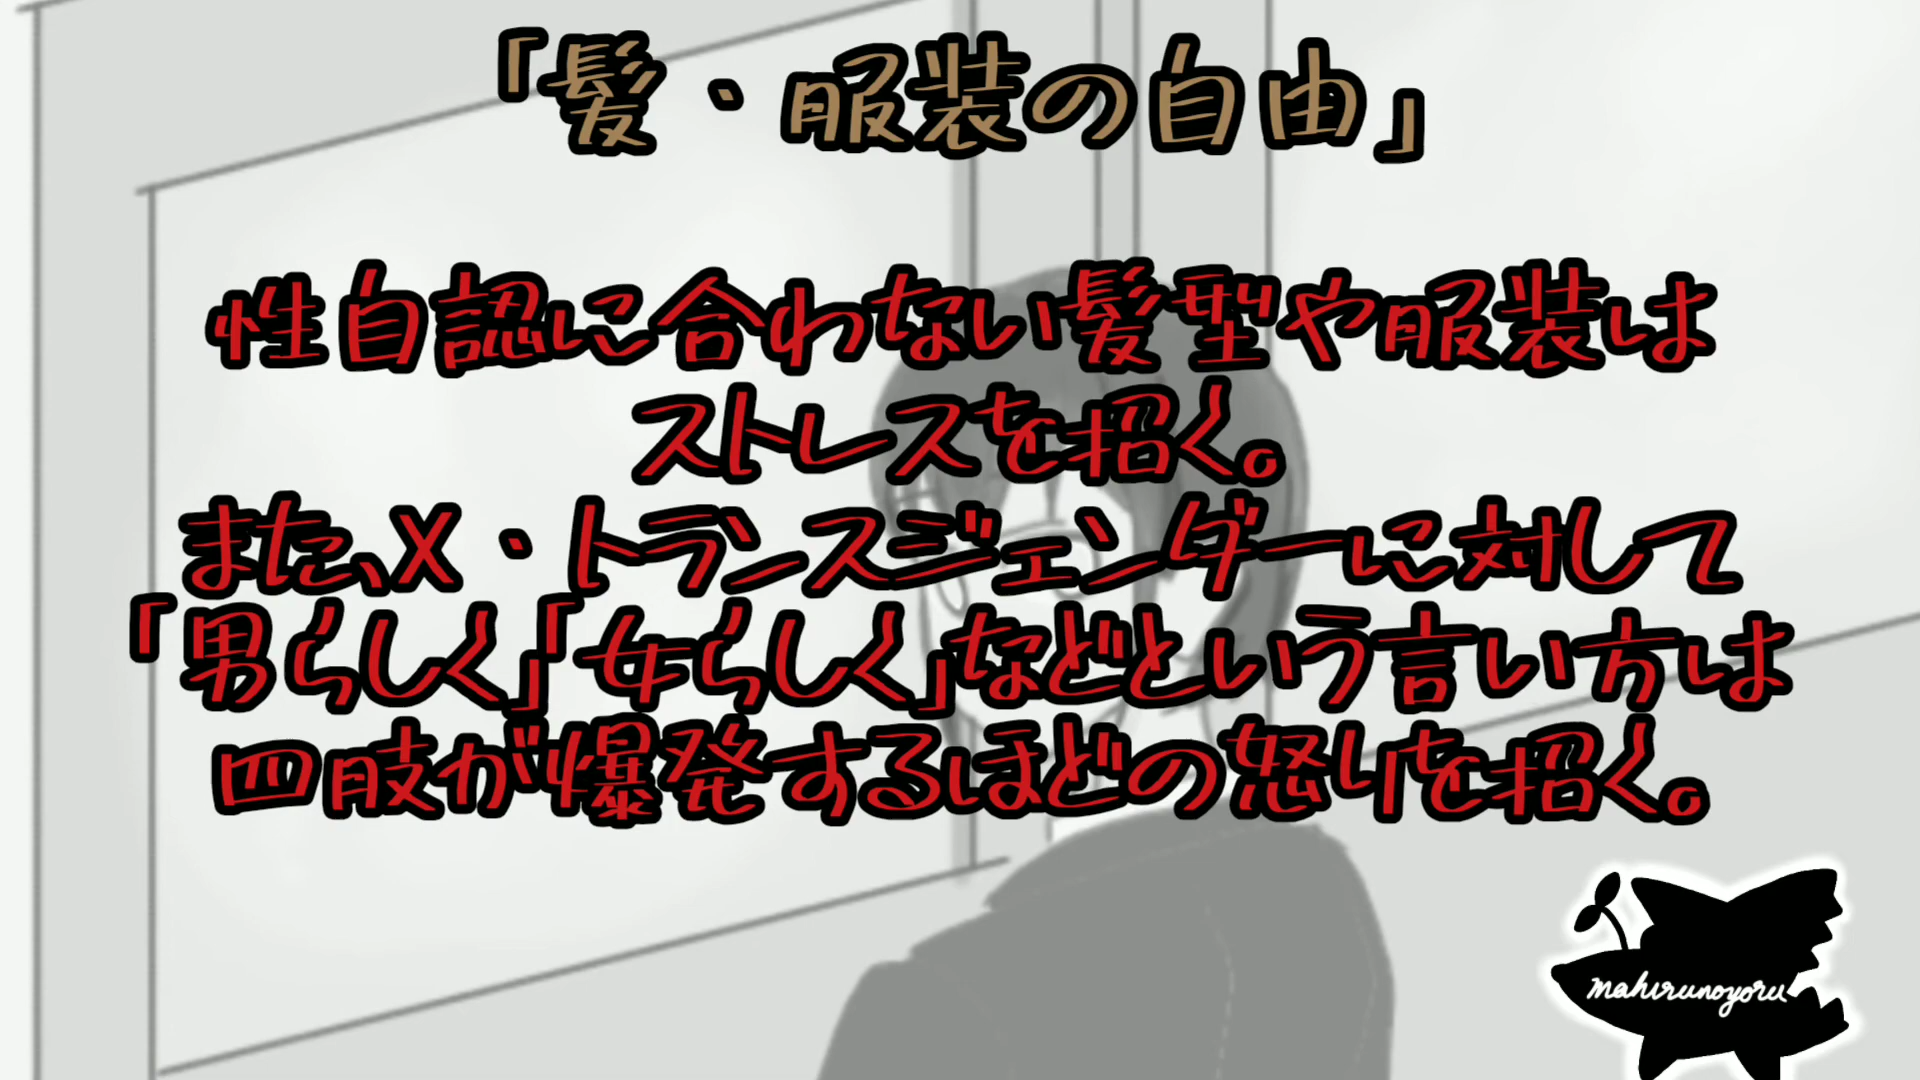 「髪・服装の自由」
性自認に合わない髪型や服装は
ストレスを招く。
また、X・トランスジェンダーに対して
「男らしく」「女らしく」などという言い方は
四肢が爆発するほどの怒りを招く。
mahirunoyoru